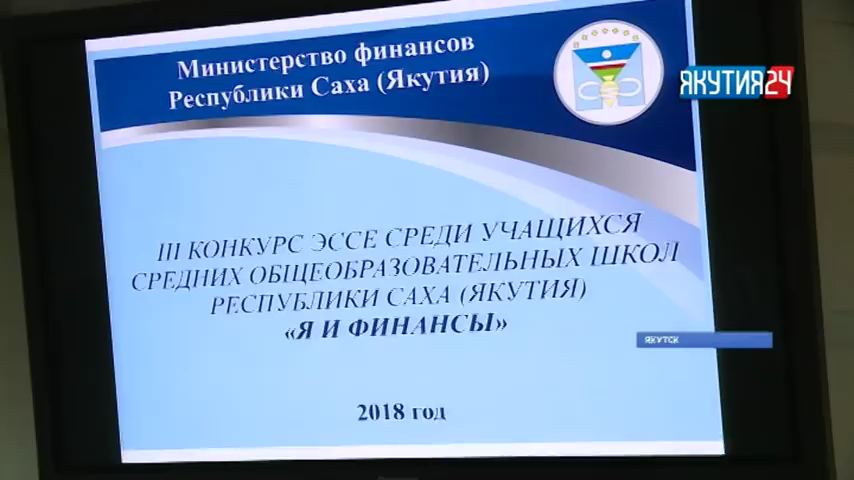 Министерство финансов
Республики Саха (Якутия)
ЯКУТИЯ24
III КОНКУРС ЭССЕ СРЕДИ УЧАЩИХСЯ
СРЕДНИХ ОБЩЕОБРАЗОВАТЕЛЬНЫХ ШКОЛ
РЕСПУБЛИКИ САХА (ЯКУТИЯ)
«Я И ФИНАНСЫ»
ЯКУТСК
2018 год